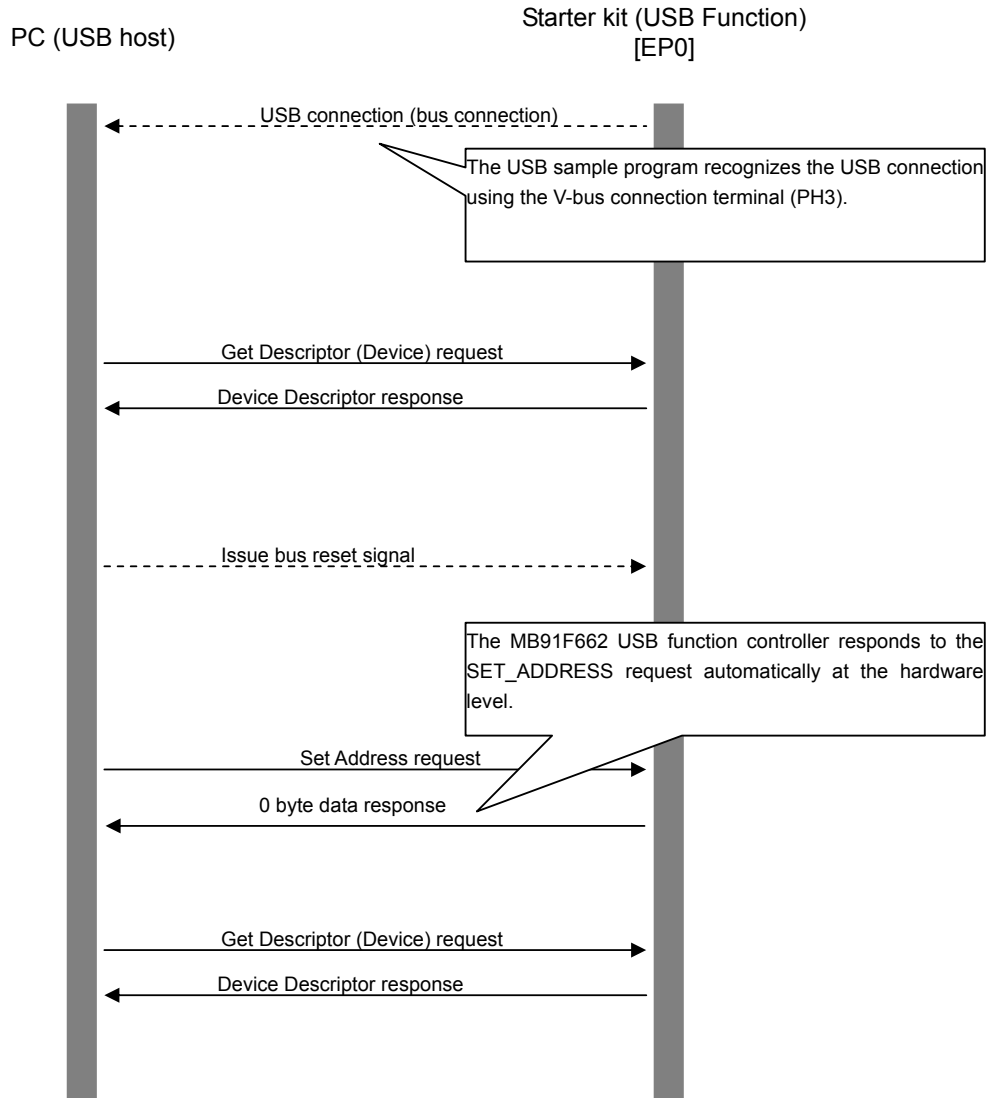 Starter kit (USB Function)
PC (USB host)
[EP0]
USB connection (bus connection)
The USB sample program recognizes the USB connection
using the V-bus connection terminal (PH3).
Get Descriptor (Device) request
Device Descriptor response
Issue bus reset signal
The MB91F662 USB function controller responds to the
SET_ADDRESS request automatically at the hardware
level.
Set Address request
0 byte data response
Get Descriptor (Device) request
Device Descriptor response